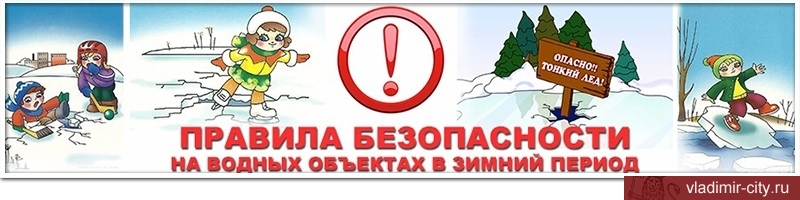 ОПАСНО!!
ТОНКИЙ ЛЕД!
ПРАВИЛА БЕЗОПАСНОСТИ
НА ВОДНЫХ ОБЪЕКТАХ В ЗИМНИЙ ПЕРИОД
vladimir-city.ru